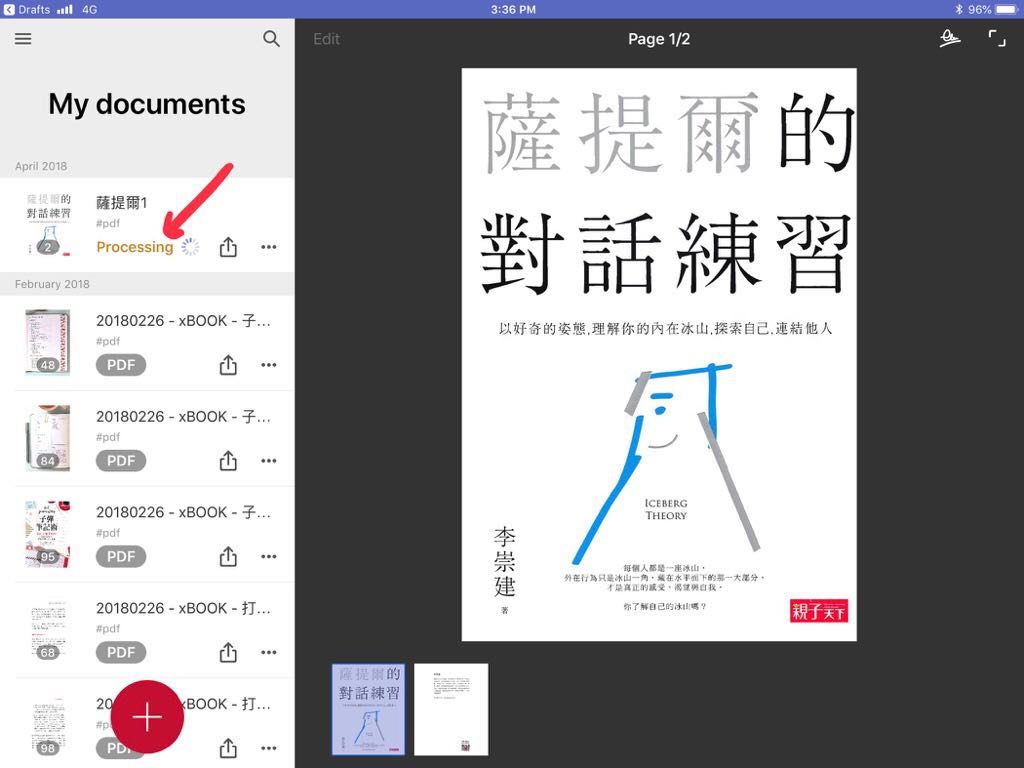 Drafts 4G
3:36 PM
96%
My documents
April 2018
薩提爾1
#pdf
Processing
2
February 2018
20180226 - xBOOK - 子...
#pdf
PDF
48
20180226 - xBOOK - 子...
#pdf
PDF
84
20180226 - xBOOK - 子...
#pdf
PDF
95
20180226 - xBOOK - 打...
#pdf
PDF
68
20 xBOOK - 打...
98
Edit
Page 1/2
薩提爾的
對話練習
以好奇的姿態,理解你的內在冰山,探索自己,連結他人
ICEBERG
THEORY
李崇建
著
每個人都是一座冰山,
外在行為只是冰山一角,藏在水平面下的那一大部分,
才是真正的感受、渴望與自我。
你了解自己的冰山嗎?
親子天下
薩提爾的
對話練習